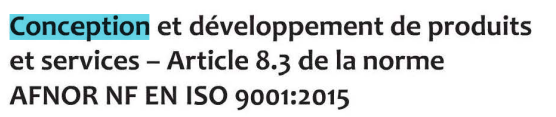 Conception et développement de produits
et services – Article 8.3 de la norme
AFNOR NF EN ISO 9001:2015